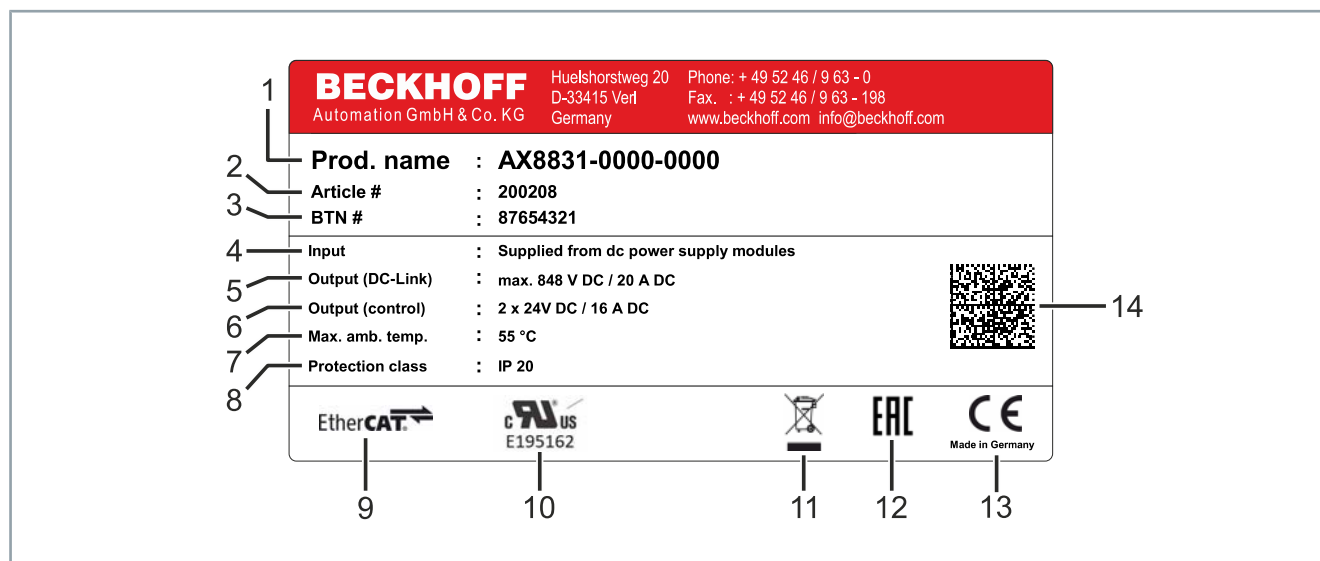 BECKHOFF
Automation GmbH & Co. KG
Huelshorstweg 20
D-33415 Verl
Germany
Phone: + 49 52 46 / 9 63 - 0
Fax. : + 49 52 46 / 9 63 - 198
www.beckhoff.com info@beckhoff.com
1
Prod. name : AX8831-0000-0000
2
Article # : 200208
3
BTN # : 87654321
4
Input : Supplied from dc power supply modules
5
Output (DC-Link) : max. 848 V DC / 20 A DC
6
Output (control) : 2 x 24V DC / 16 A DC
7
Max. amb. temp. : 55 °C
8
Protection class : IP 20
14
EtherCAT®
c RU® US
E195162
EAC
CE
Made in Germany
9
10
11
12
13